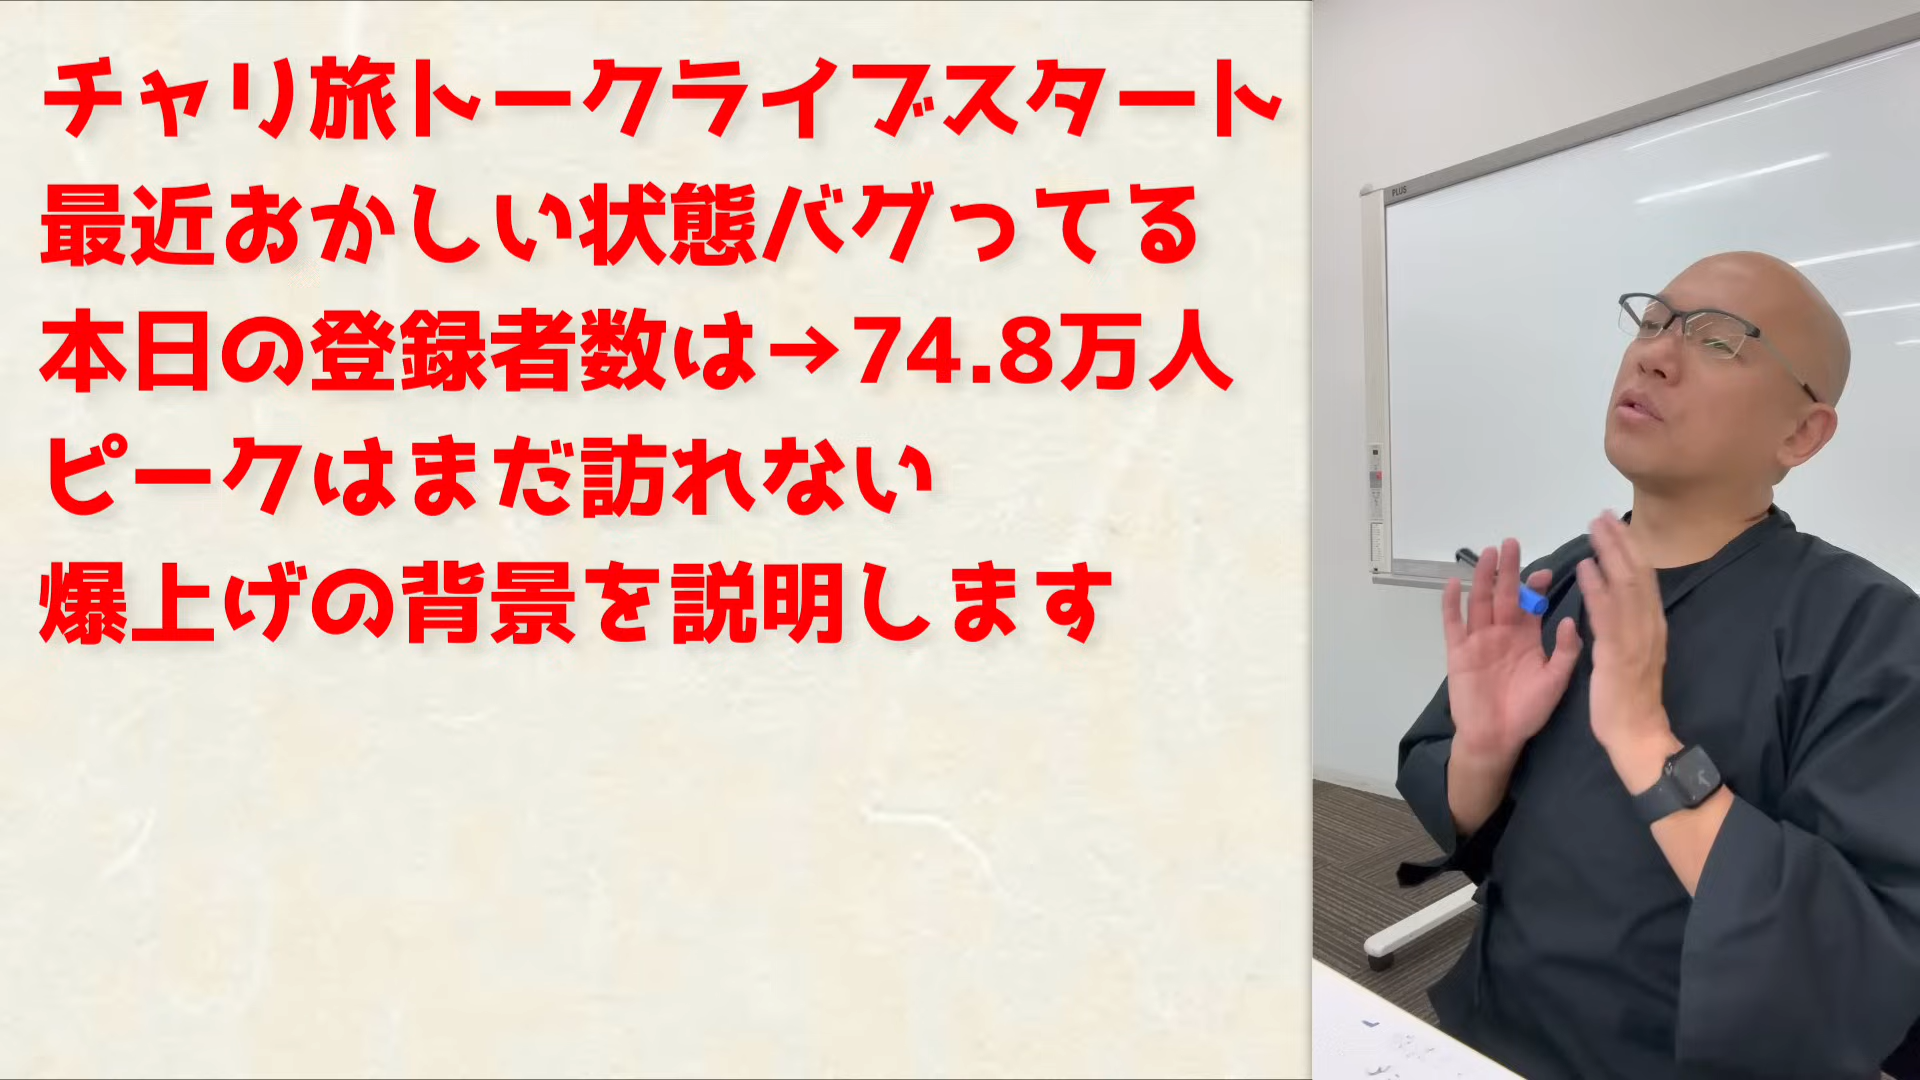 チャリ旅トークライブスタート
最近おかしい状態バグってる
本日の登録者数は→74.8万人
ピークはまだ訪れない
爆上げの背景を説明します
PLUS